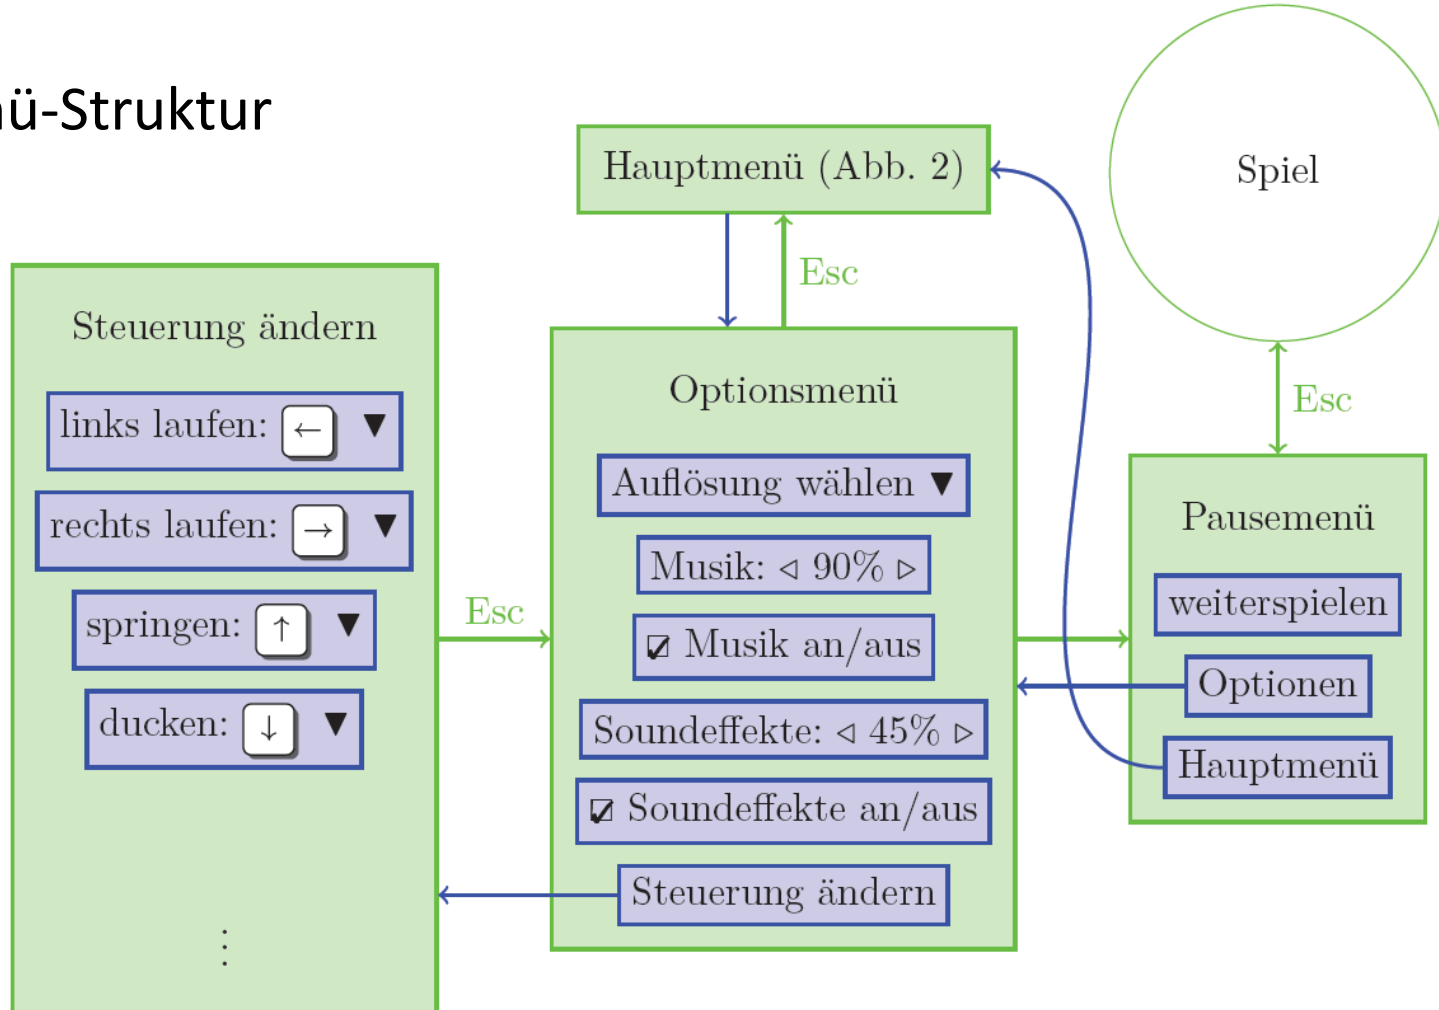 ü-Struktur
Hauptmenü (Abb. 2)
Spiel
Esc
Steuerung ändern
links laufen: ← ▼
rechts laufen: → ▼
springen: ↑ ▼
ducken: ↓ ▼
⋮
Esc
Optionsmenü
Auflösung wählen ▼
Musik: ◁ 90% ▷
☑ Musik an/aus
Soundeffekte: ◁ 45% ▷
☑ Soundeffekte an/aus
Steuerung ändern
Esc
Pausemenü
weiterspielen
Optionen
Hauptmenü